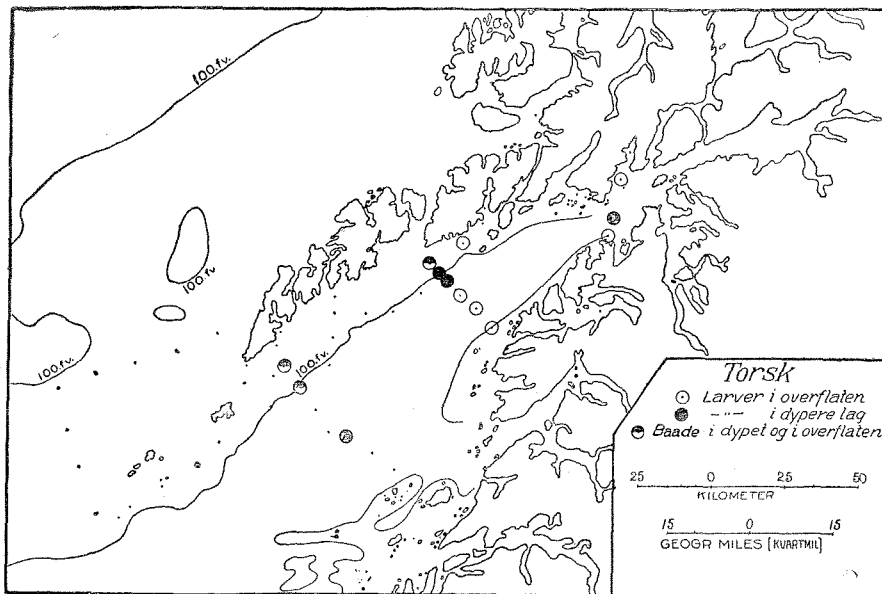 100.fv.
100.fv.
100.fv.
100.fv.
Torsk
Larver i overflaten
-"- i dypere lag
Baade i dypet og i overflaten
25 0 25 50
KILOMETER
15 0 15
GEOGR MILES [KVARTMIL]